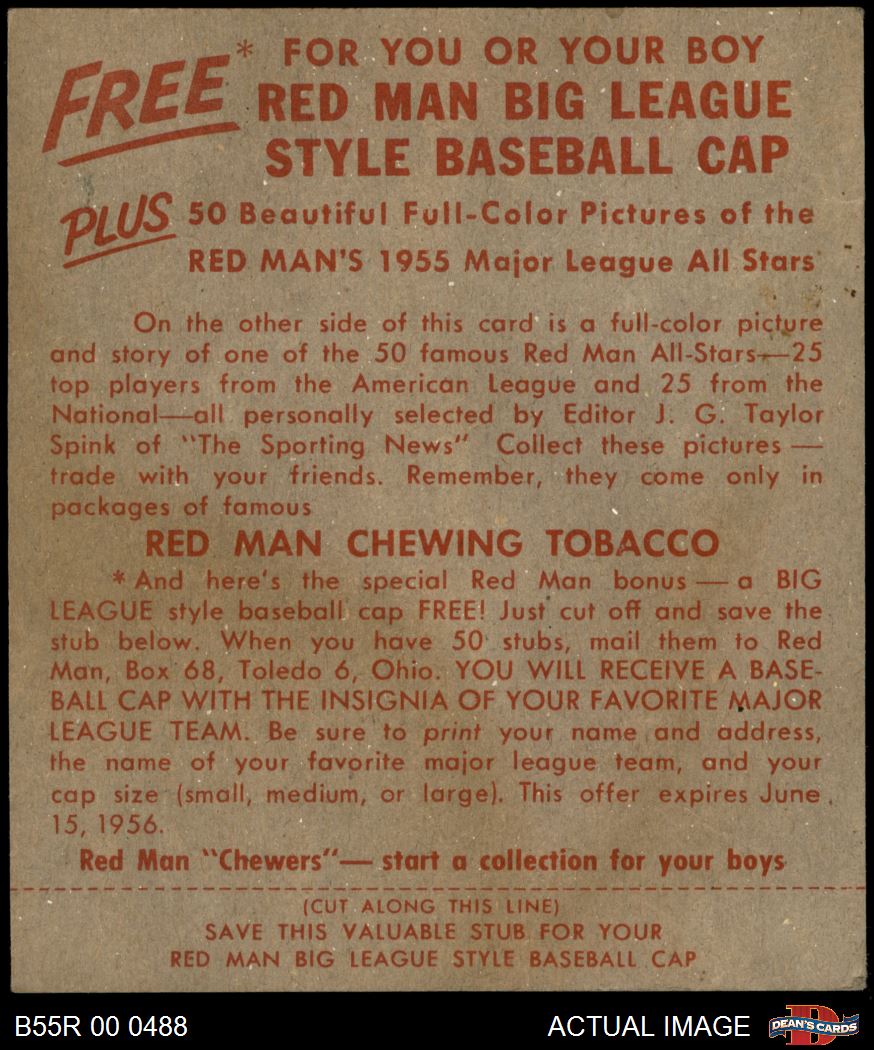 FREE* FOR YOU OR YOUR BOY
RED MAN BIG LEAGUE
STYLE BASEBALL CAP
PLUS 50 Beautiful Full-Color Pictures of the
RED MAN'S 1955 Major League All Stars
On the other side of this card is a full-color picture
and story of one of the 50 famous Red Man All-Stars—25
top players from the American League and 25 from the
National—all personally selected by Editor J. G. Taylor
Spink of "The Sporting News" Collect these pictures —
trade with your friends. Remember, they come only in
packages of famous
RED MAN CHEWING TOBACCO
* And here's the special Red Man bonus — a BIG
LEAGUE style baseball cap FREE! Just cut off and save the
stub below. When you have 50 stubs, mail them to Red
Man, Box 68, Toledo 6, Ohio. YOU WILL RECEIVE A BASE-
BALL CAP WITH THE INSIGNIA OF YOUR FAVORITE MAJOR
LEAGUE TEAM. Be sure to print your name and address,
the name of your favorite major league team, and your
cap size (small, medium, or large). This offer expires June
15, 1956.
Red Man "Chewers"— start a collection for your boys
(CUT ALONG THIS LINE)
SAVE THIS VALUABLE STUB FOR YOUR
RED MAN BIG LEAGUE STYLE BASEBALL CAP
B55R 00 0488
ACTUAL IMAGE
D
DEAN'S CARDS